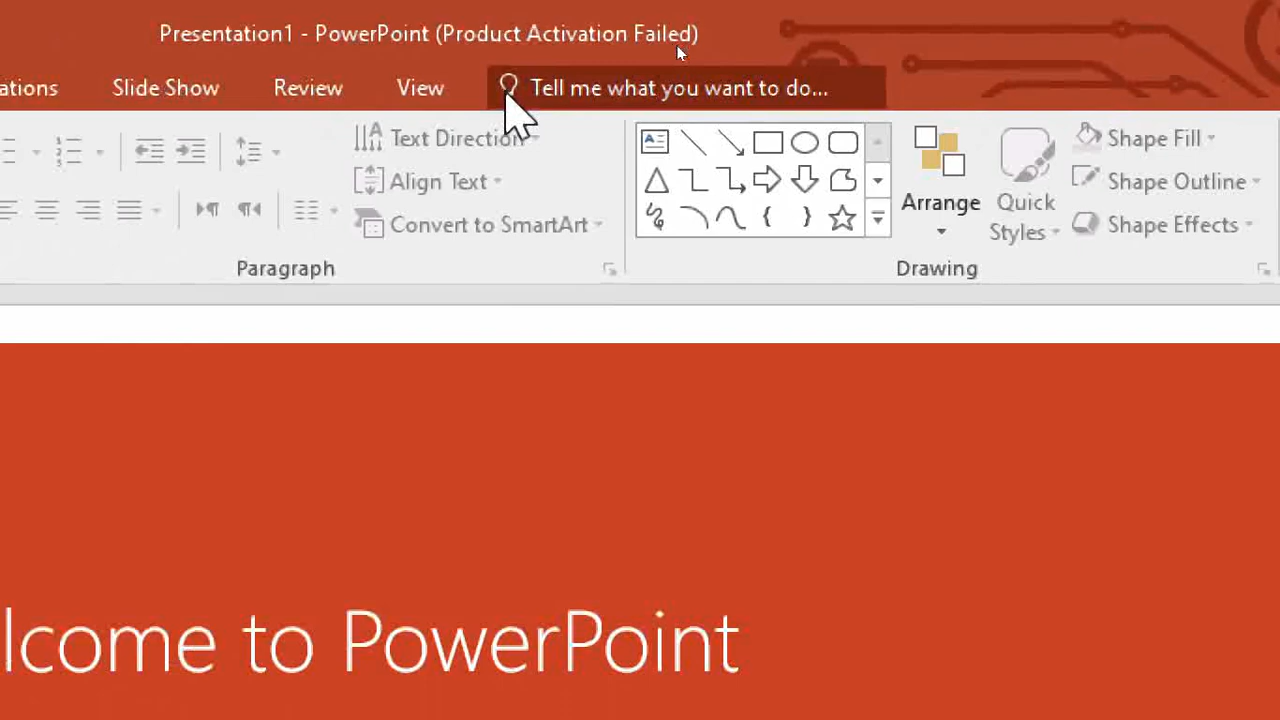 Presentation1 - PowerPoint (Product Activation Failed)
ations Slide Show Review View Tell me what you want to do...
Text Direction
Align Text
Convert to SmartArt
Paragraph
Arrange
Quick
Styles
Shape Fill
Shape Outline
Shape Effects
Drawing
lcome to PowerPoint